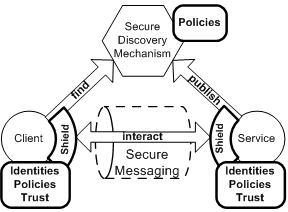 Secure
Discovery
Mechanism
Policies
find
publish
Client
Shield
interact
Secure
Messaging
Shield
Service
Identities
Policies
Trust
Identities
Policies
Trust